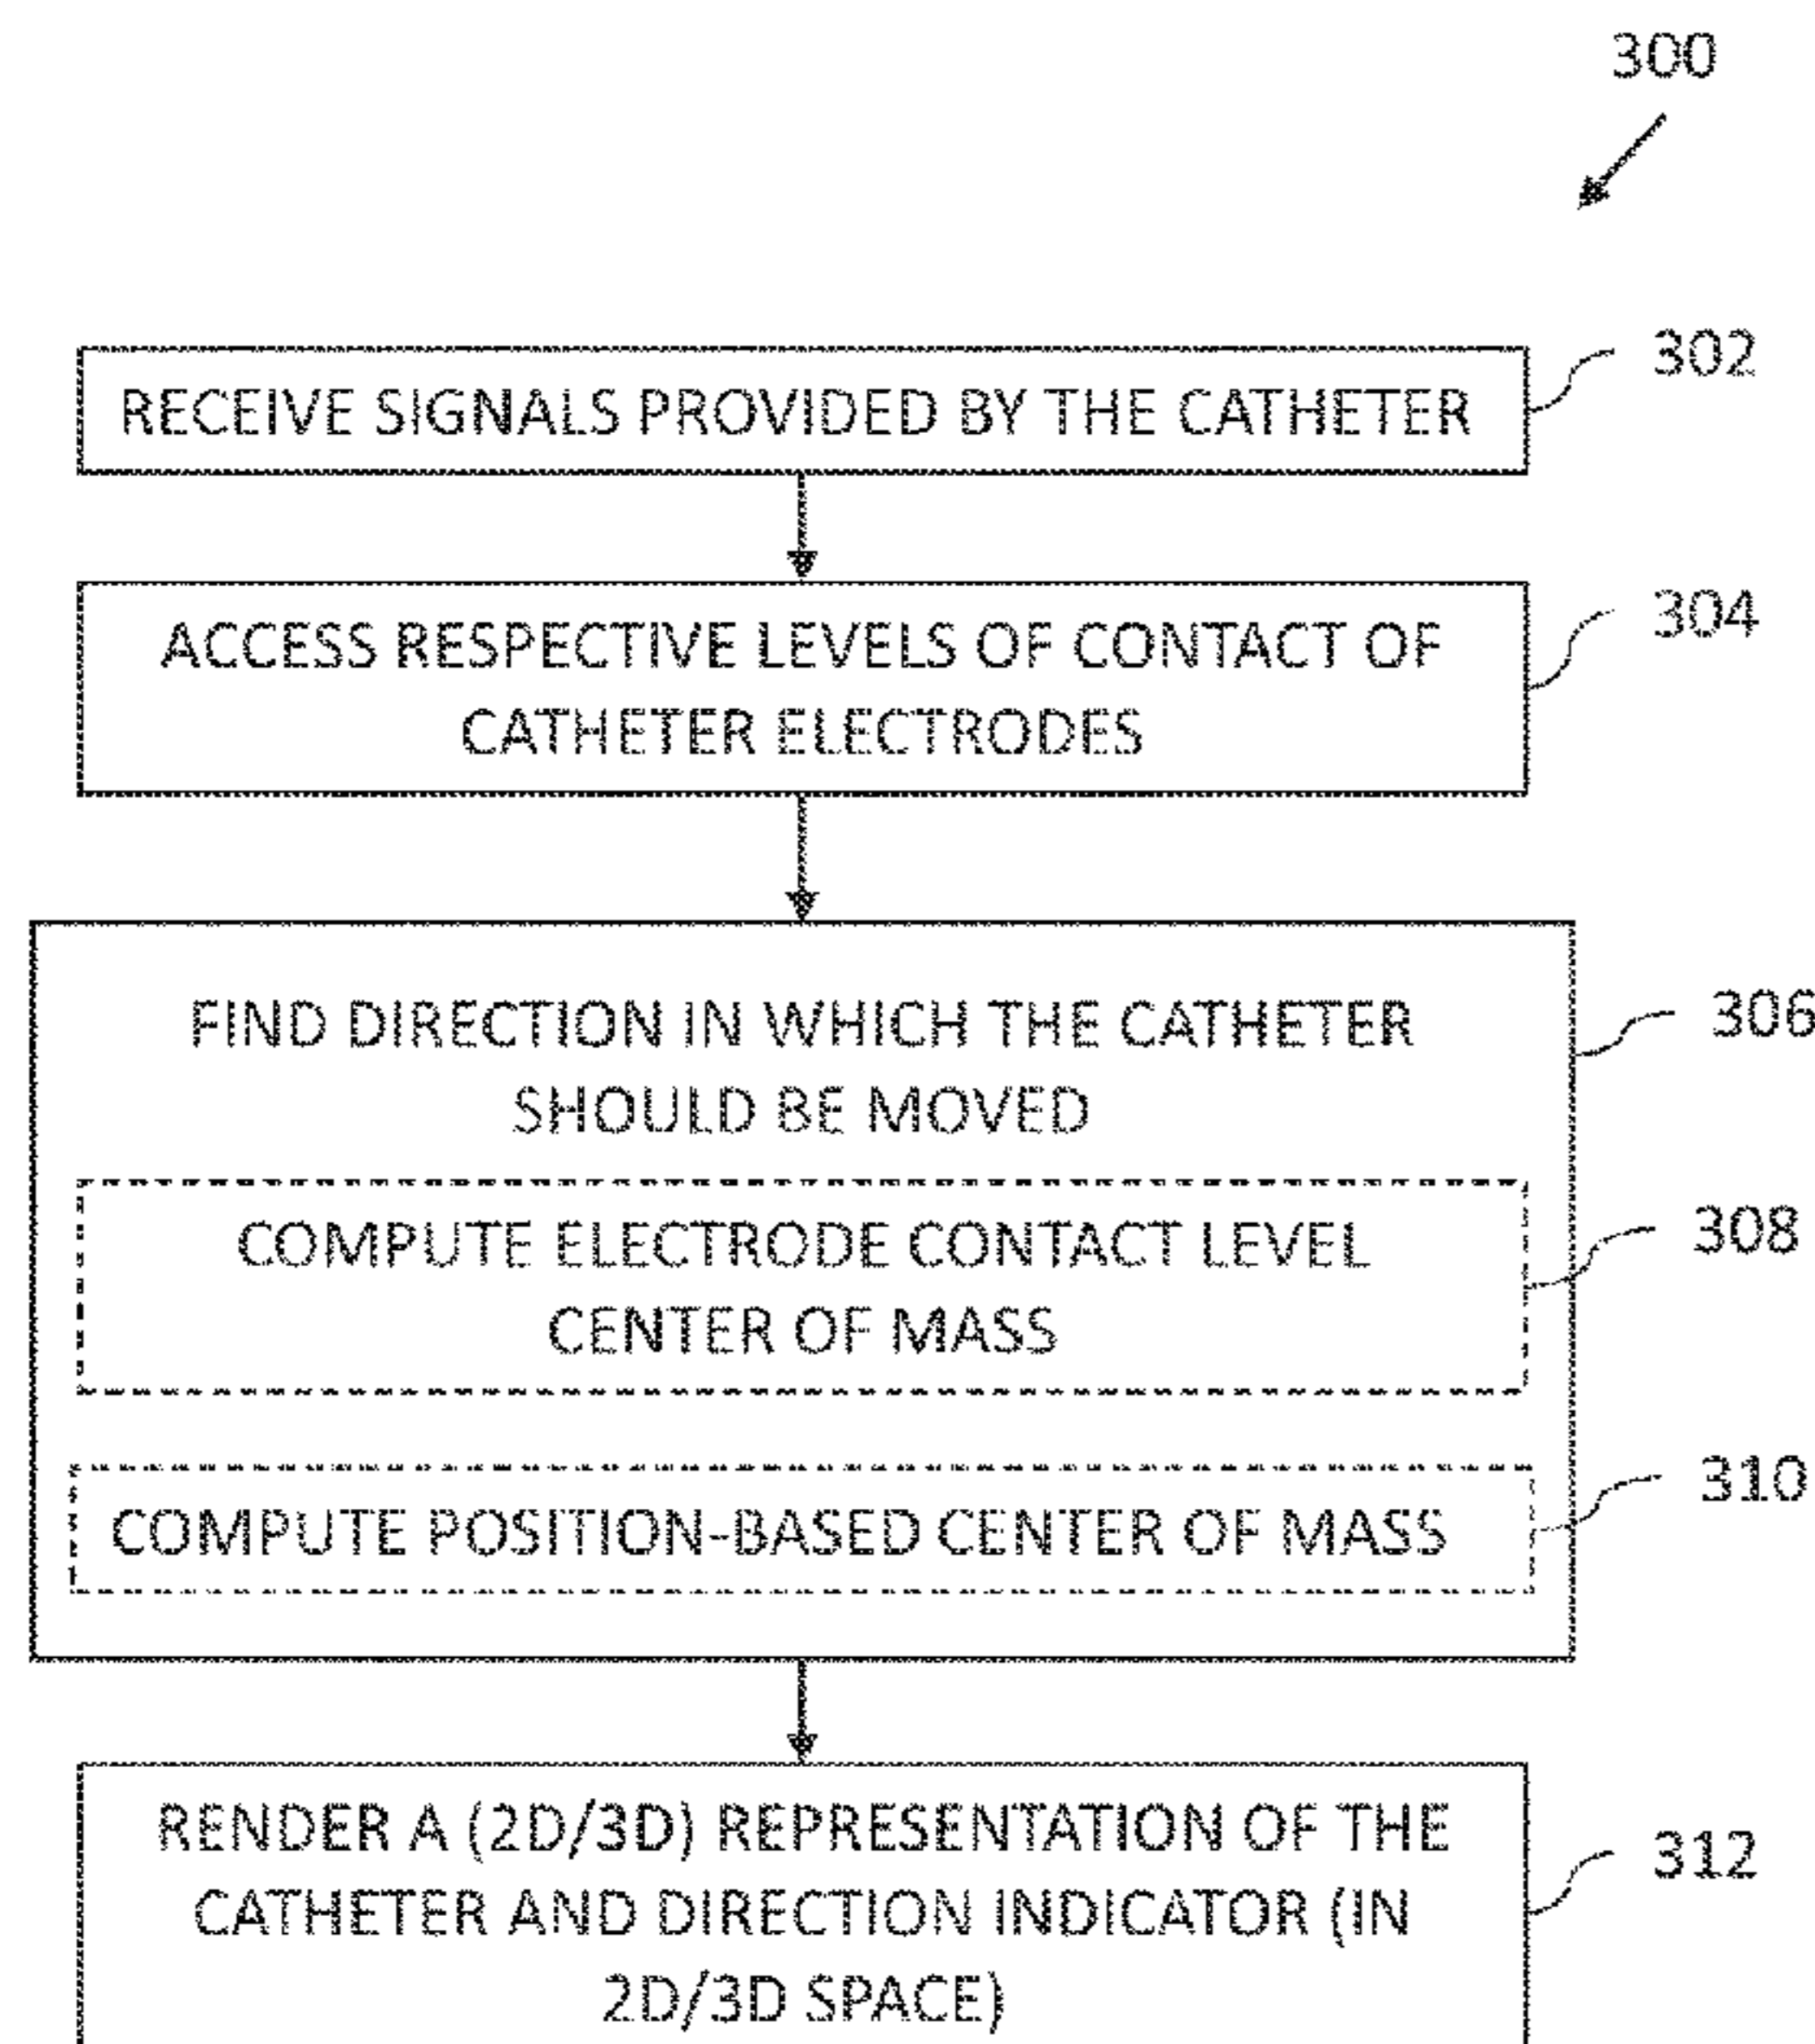 300
RECEIVE SIGNALS PROVIDED BY THE CATHETER
302
ACCESS RESPECTIVE LEVELS OF CONTACT OF
CATHETER ELECTRODES
304
FIND DIRECTION IN WHICH THE CATHETER
SHOULD BE MOVED
306
COMPUTE ELECTRODE CONTACT LEVEL
CENTER OF MASS
308
COMPUTE POSITION-BASED CENTER OF MASS
310
RENDER A (2D/3D) REPRESENTATION OF THE
CATHETER AND DIRECTION INDICATOR (IN
2D/3D SPACE)
312